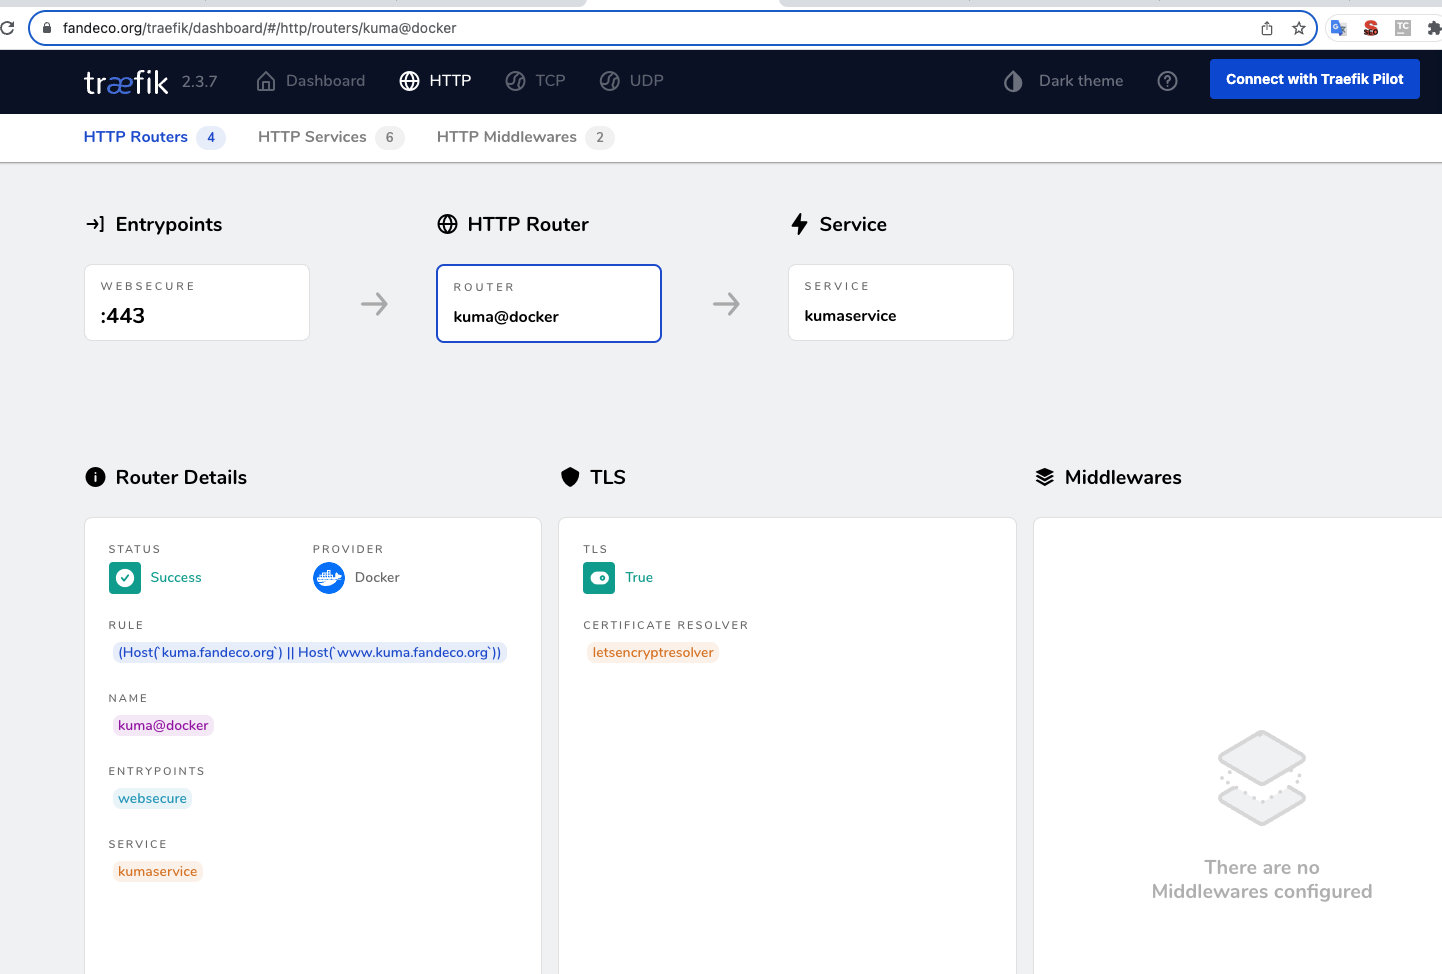 fandeco.org/traefik/dashboard/#/http/routers/kuma@docker
TC
træfik 2.3.7 Dashboard HTTP TCP UDP Dark theme Connect with Traefik Pilot
HTTP Routers 4 HTTP Services 6 HTTP Middlewares 2
Entrypoints HTTP Router Service
WEBSECURE ROUTER SERVICE
:443 kuma@docker kumaservice
Router Details TLS Middlewares
STATUS PROVIDER TLS
Success Docker True
RULE CERTIFICATE RESOLVER
(Host(`kuma.fandeco.org`) || Host(`www.kuma.fandeco.org`)) letsencryptresolver
NAME
kuma@docker
ENTRYPOINTS
websecure
SERVICE
kumaservice
There are no
Middlewares configured